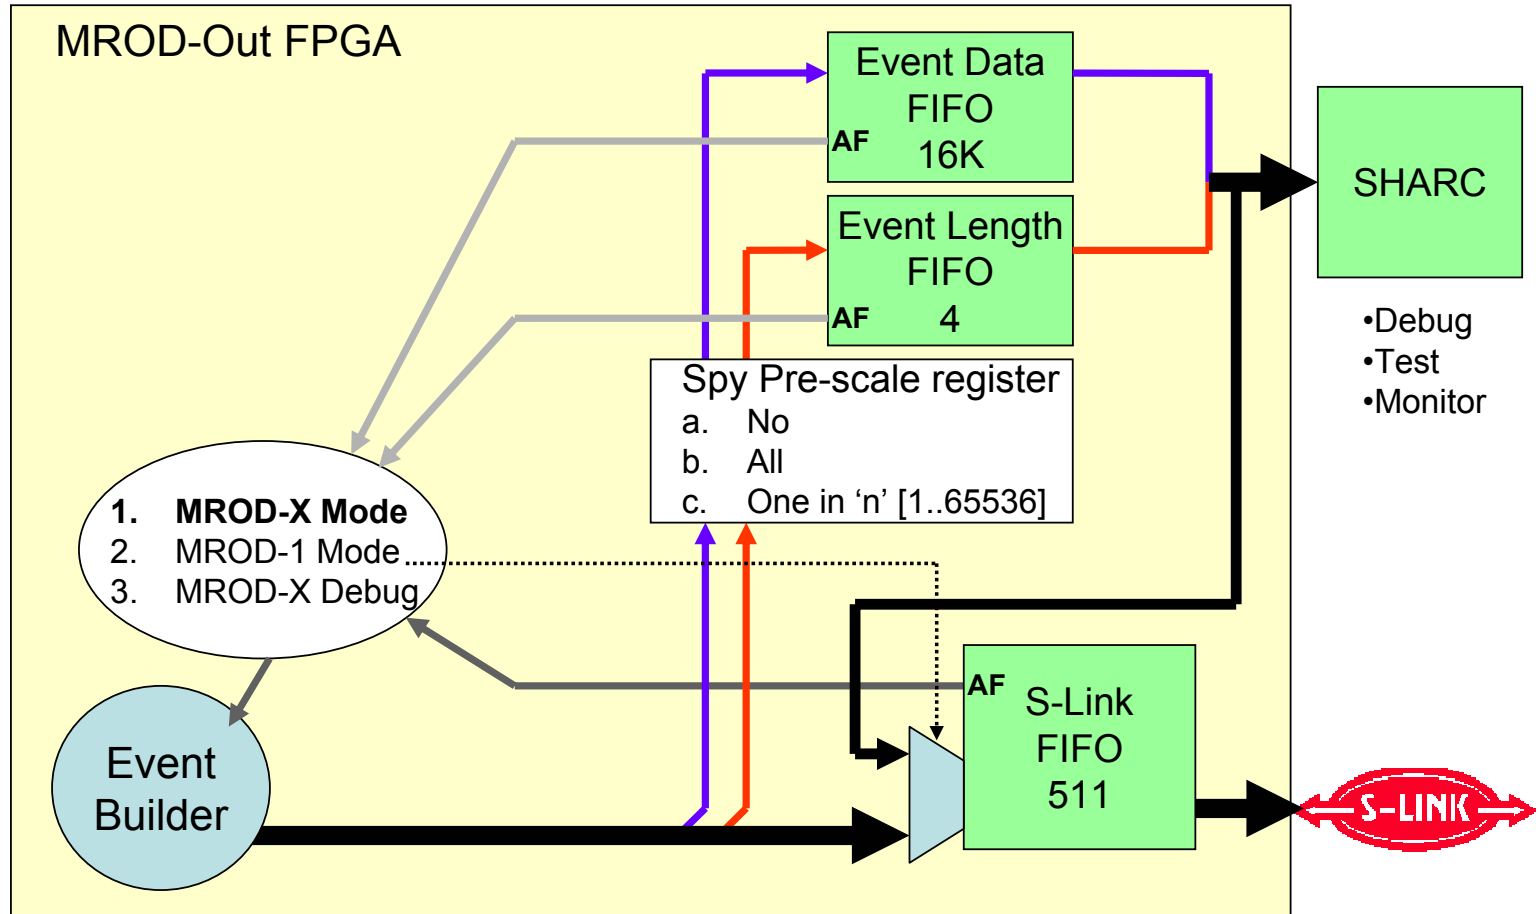 MROD-Out FPGA
Event Data
FIFO
16K
AF
Event Length
FIFO
4
AF
SHARC
•Debug
•Test
•Monitor
Spy Pre-scale register
a. No
b. All
c. One in ‘n’ [1..65536]
1. MROD-X Mode
2. MROD-1 Mode
3. MROD-X Debug
AF
S-Link
FIFO
511
Event
Builder
S-LINK